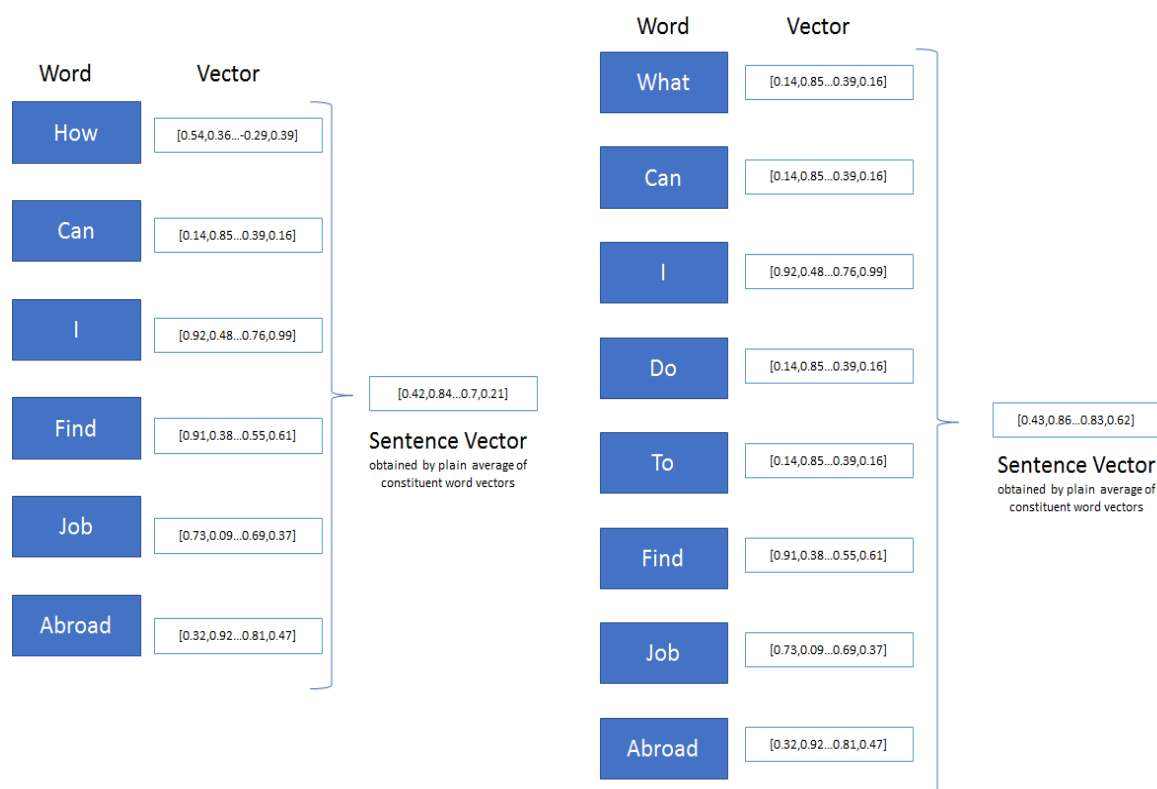 Word Vector
How [0.54,0.36...-0.29,0.39]
Can [0.14,0.85...0.39,0.16]
I [0.92,0.48...0.76,0.99]
Find [0.91,0.38...0.55,0.61]
Job [0.73,0.09...0.69,0.37]
Abroad [0.32,0.92...0.81,0.47]
[0.42,0.84...0.7,0.21]
Sentence Vector
obtained by plain average of
constituent word vectors
Word Vector
What [0.14,0.85...0.39,0.16]
Can [0.14,0.85...0.39,0.16]
I [0.92,0.48...0.76,0.99]
Do [0.14,0.85...0.39,0.16]
To [0.14,0.85...0.39,0.16]
Find [0.91,0.38...0.55,0.61]
Job [0.73,0.09...0.69,0.37]
Abroad [0.32,0.92...0.81,0.47]
[0.43,0.86...0.83,0.62]
Sentence Vector
obtained by plain average of
constituent word vectors